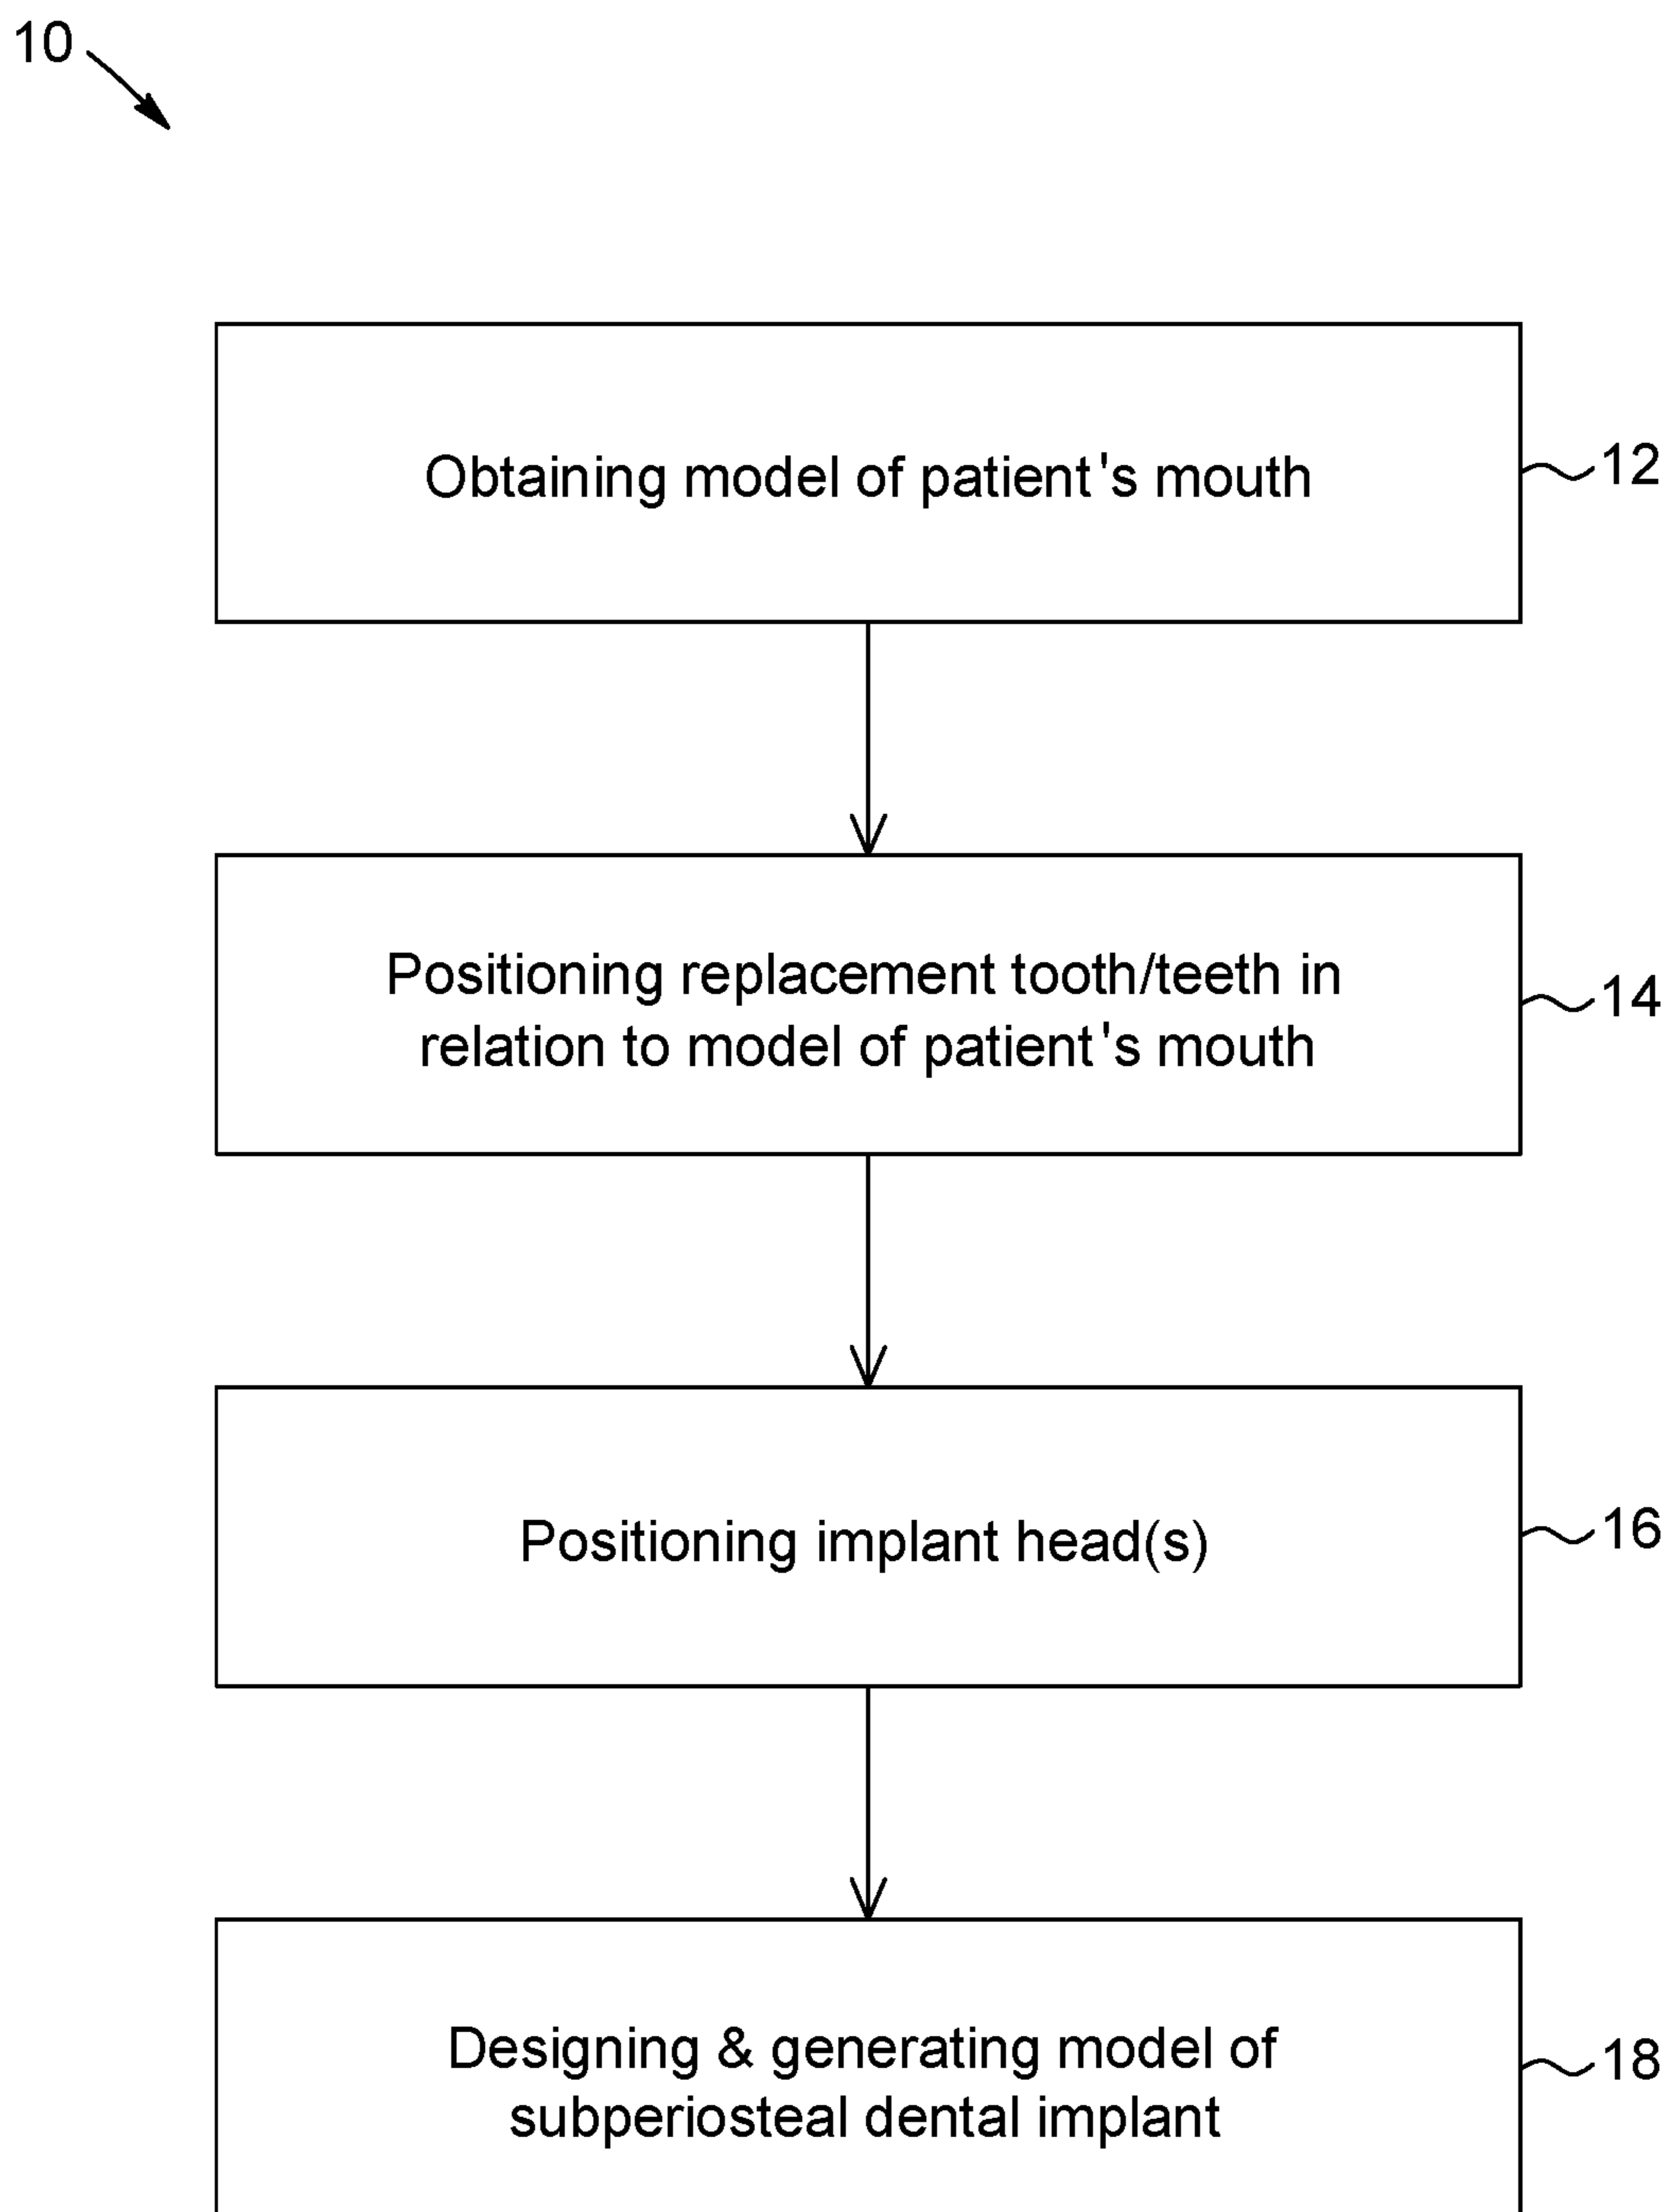 10
Obtaining model of patient's mouth
12
Positioning replacement tooth/teeth in
relation to model of patient's mouth
14
Positioning implant head(s)
16
Designing & generating model of
subperiosteal dental implant
18